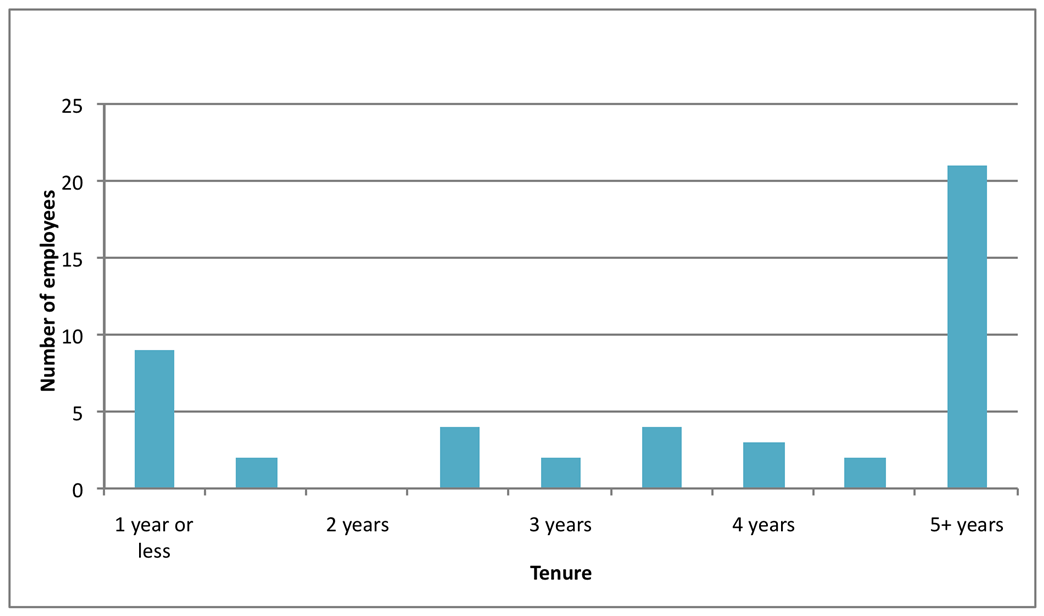 25
20
15
10
5
0
Number of employees
1 year or
less
2 years
3 years
4 years
5+ years
Tenure